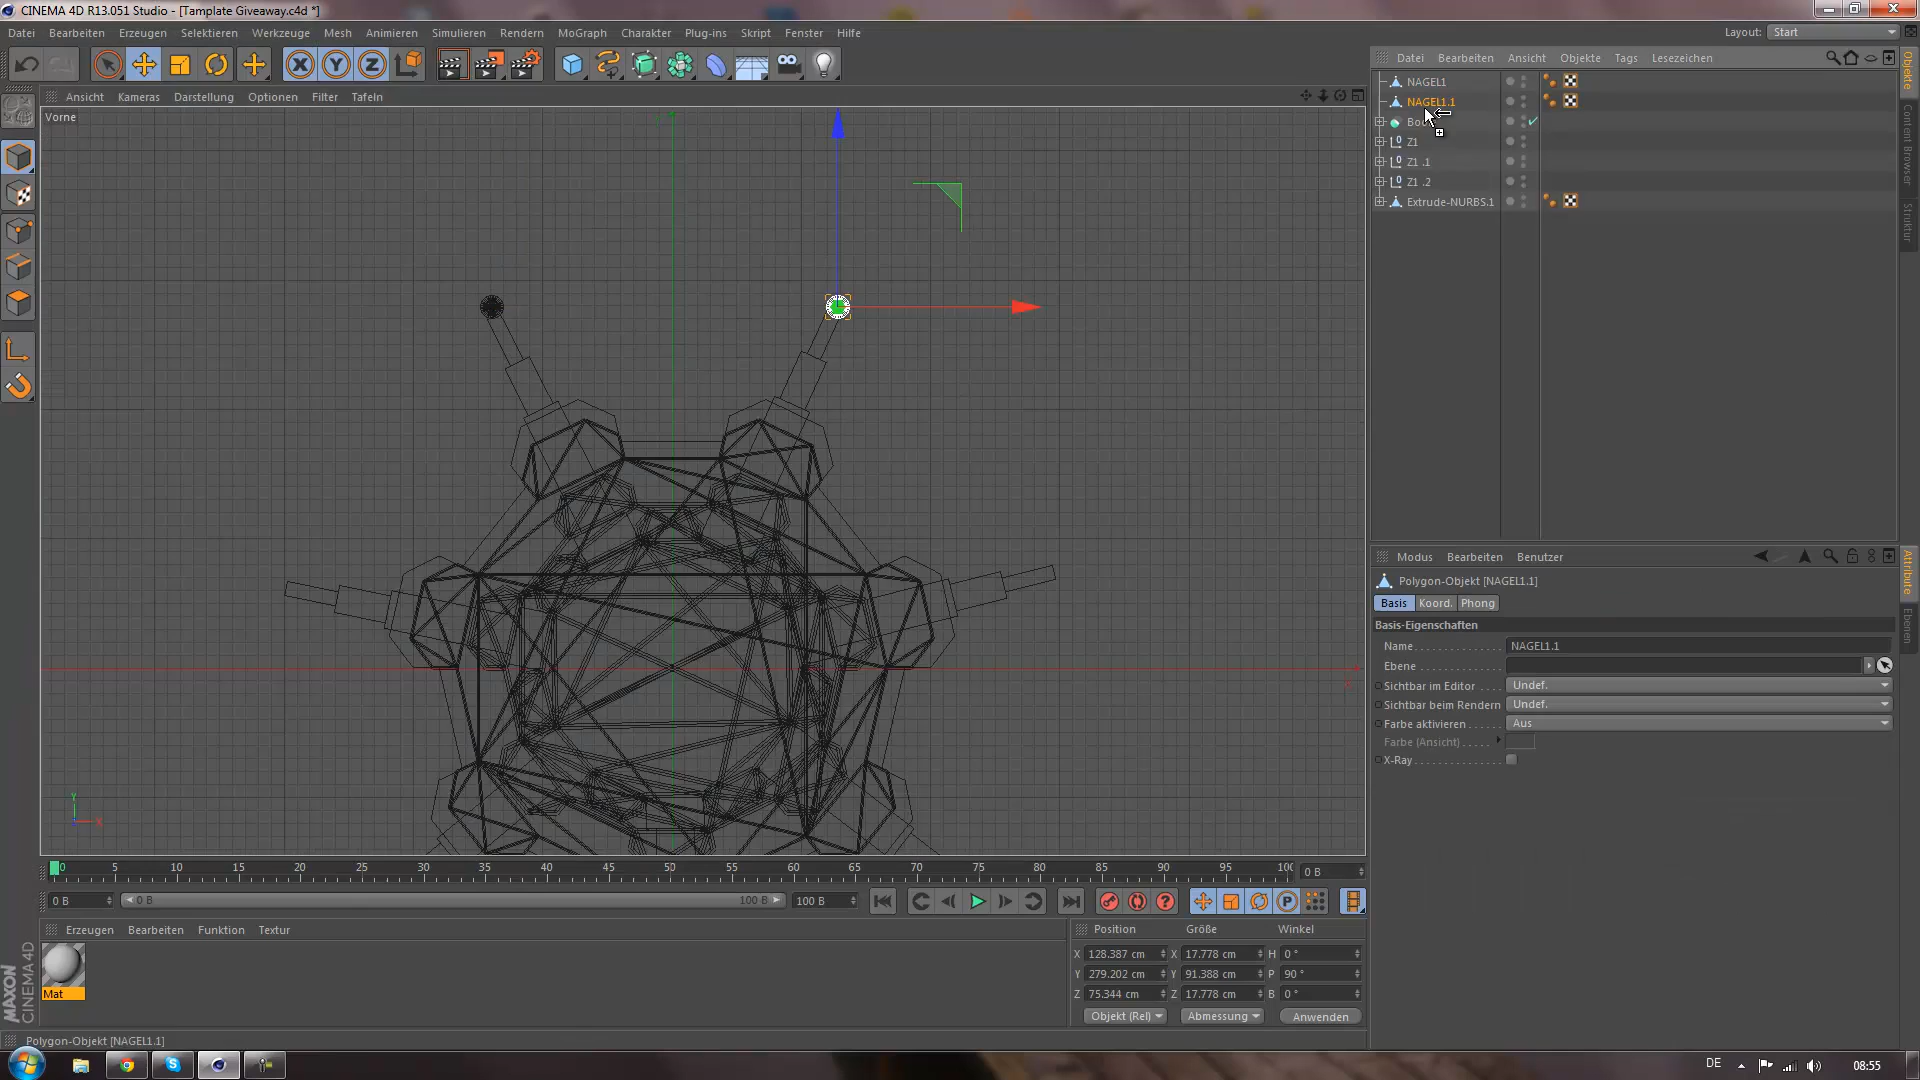 CINEMA 4D R13.051 Studio - [Tamplate Giveaway.c4d *]
Datei Bearbeiten Erzeugen Selektieren Werkzeuge Mesh Animieren Simulieren Rendern MoGraph Charakter Plug-ins Skript Fenster Hilfe Layout: Start
X Y Z
Datei Bearbeiten Ansicht Objekte Tags Lesezeichen
Objekte
Content Browser
Struktur
Ansicht Kameras Darstellung Optionen Filter Tafeln
Vorne
NAGEL1
NAGEL1.1
Z1
Z1 .1
Z1 .2
Extrude-NURBS.1
Modus Bearbeiten Benutzer
Attribute
Ebenen
Polygon-Objekt [NAGEL1.1]
Basis Koord. Phong
Basis-Eigenschaften
Name NAGEL1.1
Ebene
Sichtbar im Editor Undef.
Sichtbar beim Rendern Undef.
Farbe aktivieren Aus
Farbe (Ansicht)
X-Ray
Y
X
0 5 10 15 20 25 30 35 40 45 50 55 60 65 70 75 80 85 90 95 100 0 B
0 B 0 B 100 B 100 B
Erzeugen Bearbeiten Funktion Textur
Mat
MAXON
CINEMA 4D
Position Größe Winkel
X 128.387 cm X 17.778 cm H 0 °
Y 279.202 cm Y 91.388 cm P 90 °
Z 75.344 cm Z 17.778 cm B 0 °
Objekt (Rel) Abmessung Anwenden
Polygon-Objekt [NAGEL1.1]
DE 08:55